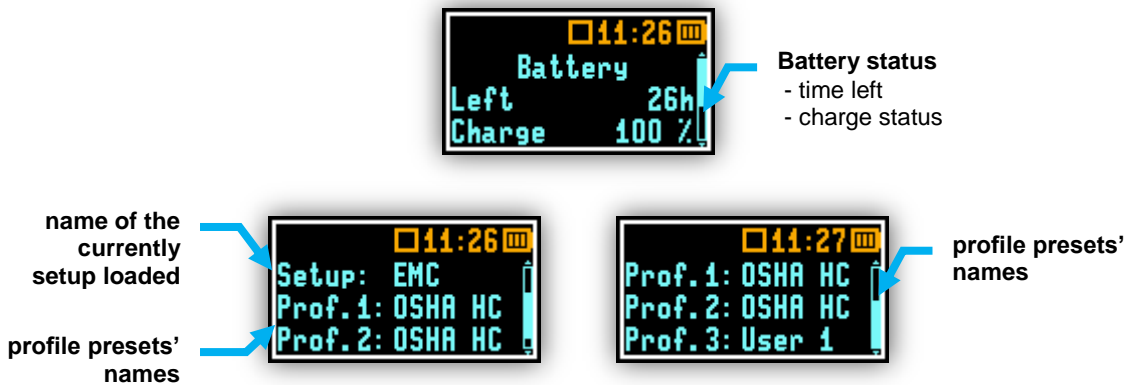 11:26
Battery
Left 26h
Charge 100 %
Battery status
- time left
- charge status
name of the
currently
setup loaded
profile presets’
names
11:26
Setup: EMC
Prof.1: OSHA HC
Prof.2: OSHA HC
11:27
Prof.1: OSHA HC
Prof.2: OSHA HC
Prof.3: User 1
profile presets’
names